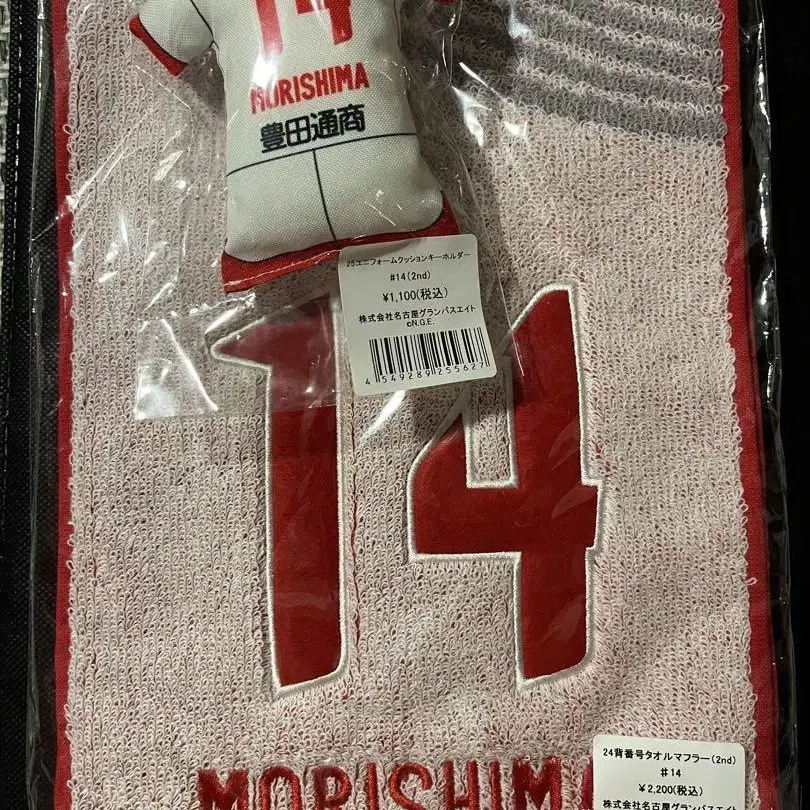 14
MORISHIMA
豊田通商
25ユニフォームクッションキーホルダー
#14(2nd)
¥1,100(税込)
株式会社名古屋グランパスエイト
©N.G.E.
4 549289 255627
14
MORISHIMA
24背番号タオルマフラー(2nd)
#14
¥2,200(税込)
株式会社名古屋グランパスエイト